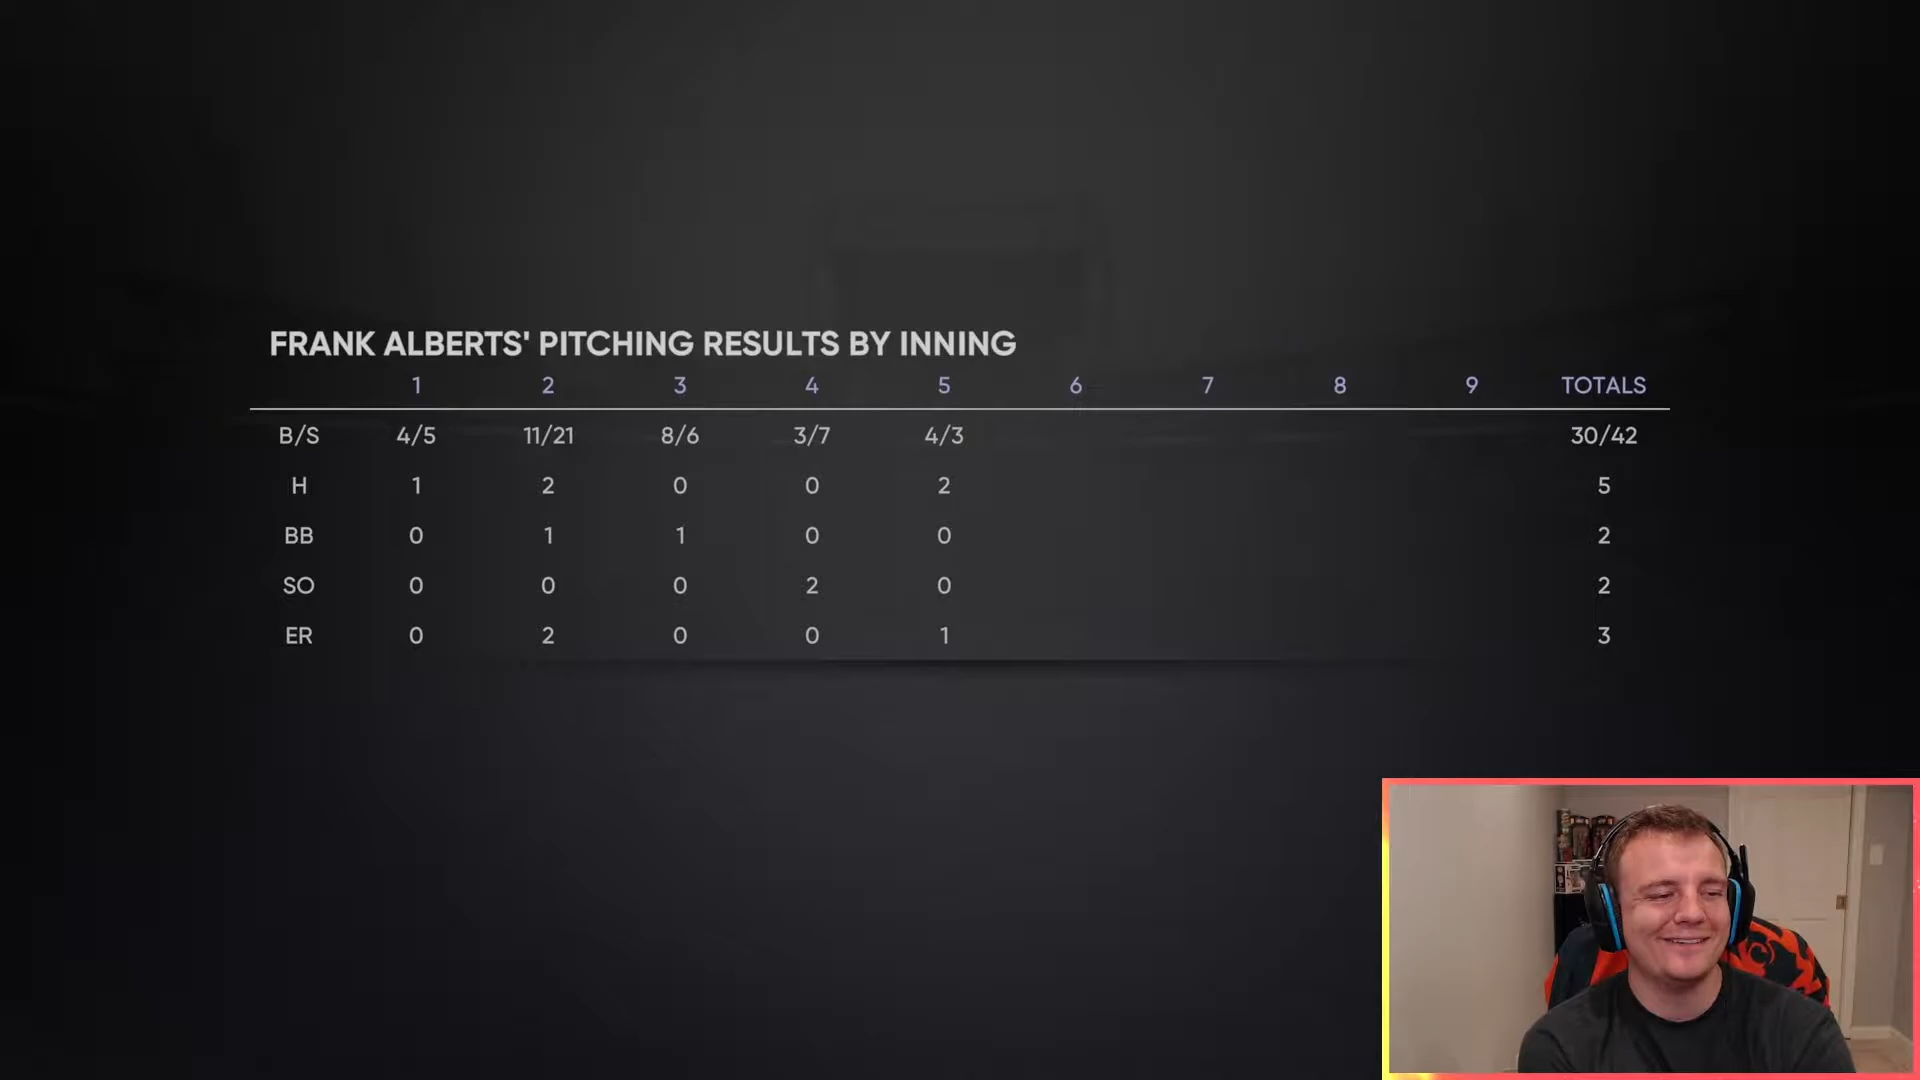 FRANK ALBERTS' PITCHING RESULTS BY INNING
1 2 3 4 5 6 7 8 9 TOTALS
B/S 4/5 11/21 8/6 3/7 4/3 30/42
H 1 2 0 0 2 5
BB 0 1 1 0 0 2
SO 0 0 0 2 0 2
ER 0 2 0 0 1 3